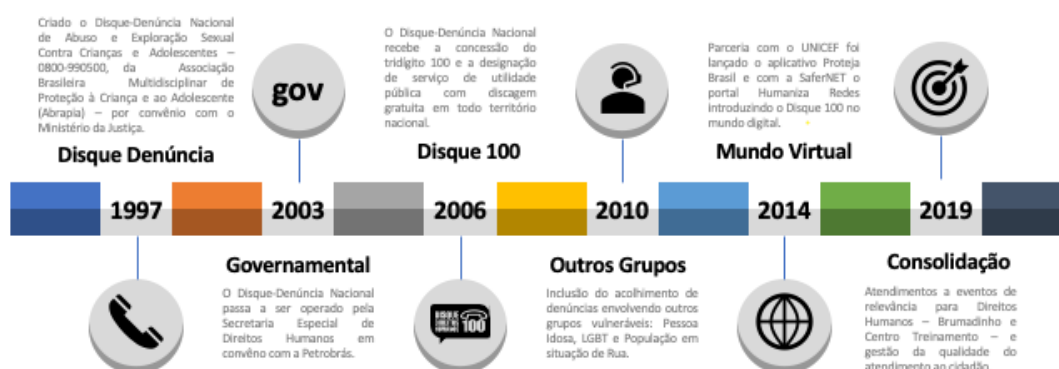 Criado o Disque-Denúncia Nacional
de Abuso e Exploração Sexual
Contra Crianças e Adolescentes –
0800-990500, da Associação
Brasileira Multidisciplinar de
Proteção à Criança e ao Adolescente
(Abrapia) – por convênio com o
Ministério da Justiça.
Disque Denúncia
gov
O Disque-Denúncia Nacional
recebe a concessão do
tridígito 100 e a designação
de serviço de utilidade
pública com discagem
gratuita em todo território
nacional.
Disque 100
Parceria com o UNICEF foi
lançado o aplicativo Proteja
Brasil e com a SaferNET o
portal Humaniza Redes
introduzindo o Disque 100 no
mundo digital.
Mundo Virtual
1997
2003
2006
2010
2014
2019
Governamental
O Disque-Denúncia Nacional
passa a ser operado pela
Secretaria Especial de
Direitos Humanos em
convêno com a Petrobrás.
DISQUE
DIREITOS
HUMANOS
100
Outros Grupos
Inclusão do acolhimento de
denúncias envolvendo outros
grupos vulneráveis: Pessoa
Idosa, LGBT e População em
situação de Rua.
Consolidação
Atendimentos a eventos de
relevância para Direitos
Humanos – Brumadinho e
Centro Treinamento – e
gestão da qualidade do
atendimento ao cidadão.